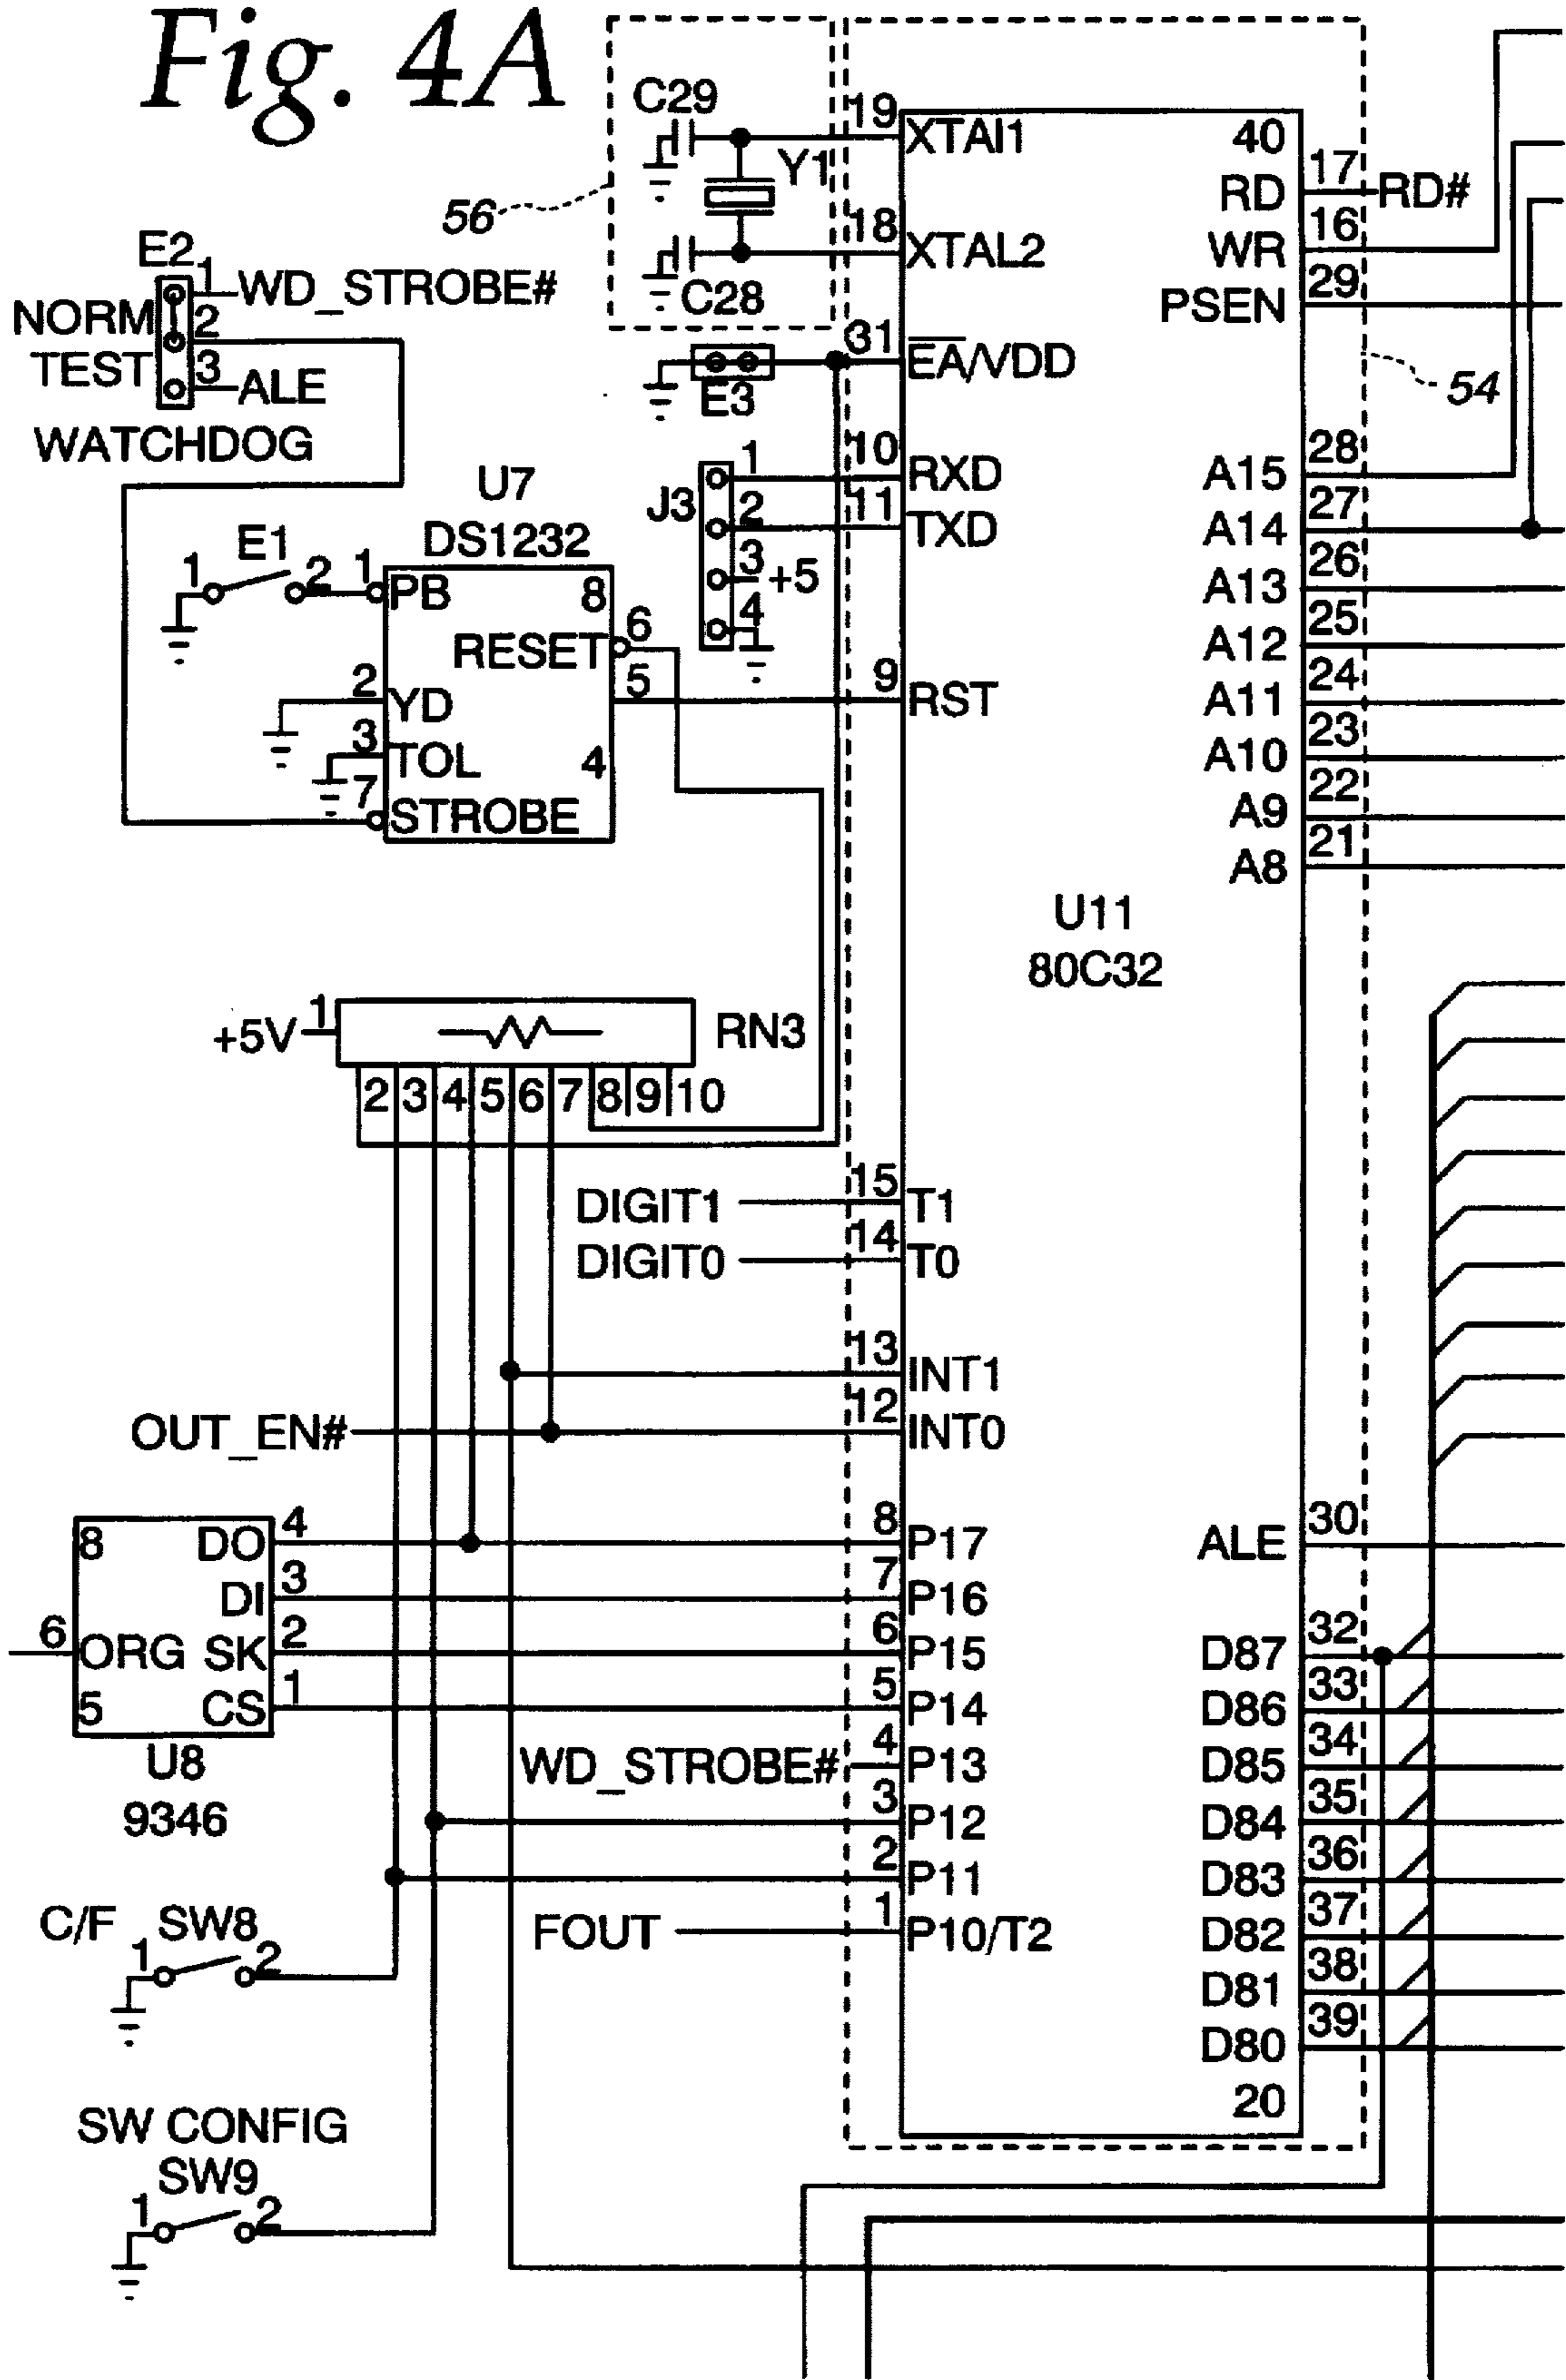 Fig. 4A
C29
19
XTAI1
40
Y1
17
RD
RD#
56
18
XTAL2
16
WR
C28
29
PSEN
E2
1
WD_STROBE#
NORM
2
TEST
3
ALE
WATCHDOG
31
EA/VDD
E3
54
U7
DS1232
J3
1
10
RXD
2
11
TXD
3
+5
4
28
A15
27
A14
26
A13
25
A12
24
A11
23
A10
22
A9
21
A8
E1
1
2
1
PB
8
RESET
6
2
YD
5
9
RST
3
TOL
4
7
STROBE
U11
80C32
+5V
1
RN3
2 3 4 5 6 7 8 9 10
DIGIT1
15
T1
DIGIT0
14
T0
13
INT1
OUT_EN#
12
INT0
8
DO
4
8
P17
30
ALE
DI
3
7
P16
6
ORG
SK
2
6
P15
32
D87
5
CS
1
5
P14
33
D86
U8
9346
WD_STROBE#
4
P13
34
D85
3
P12
35
D84
2
P11
36
D83
C/F
SW8
1
2
FOUT
1
P10/T2
37
D82
38
D81
39
D80
20
SW CONFIG
SW9
1
2